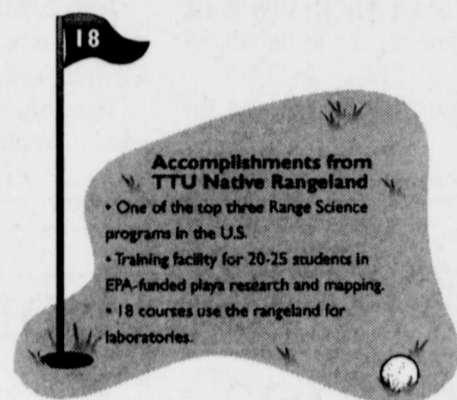 18
Accomplishments from
TTU Native Rangeland
• One of the top three Range Science
programs in the U.S.
• Training facility for 20-25 students in
EPA-funded playa research and mapping.
• 18 courses use the rangeland for
laboratories.